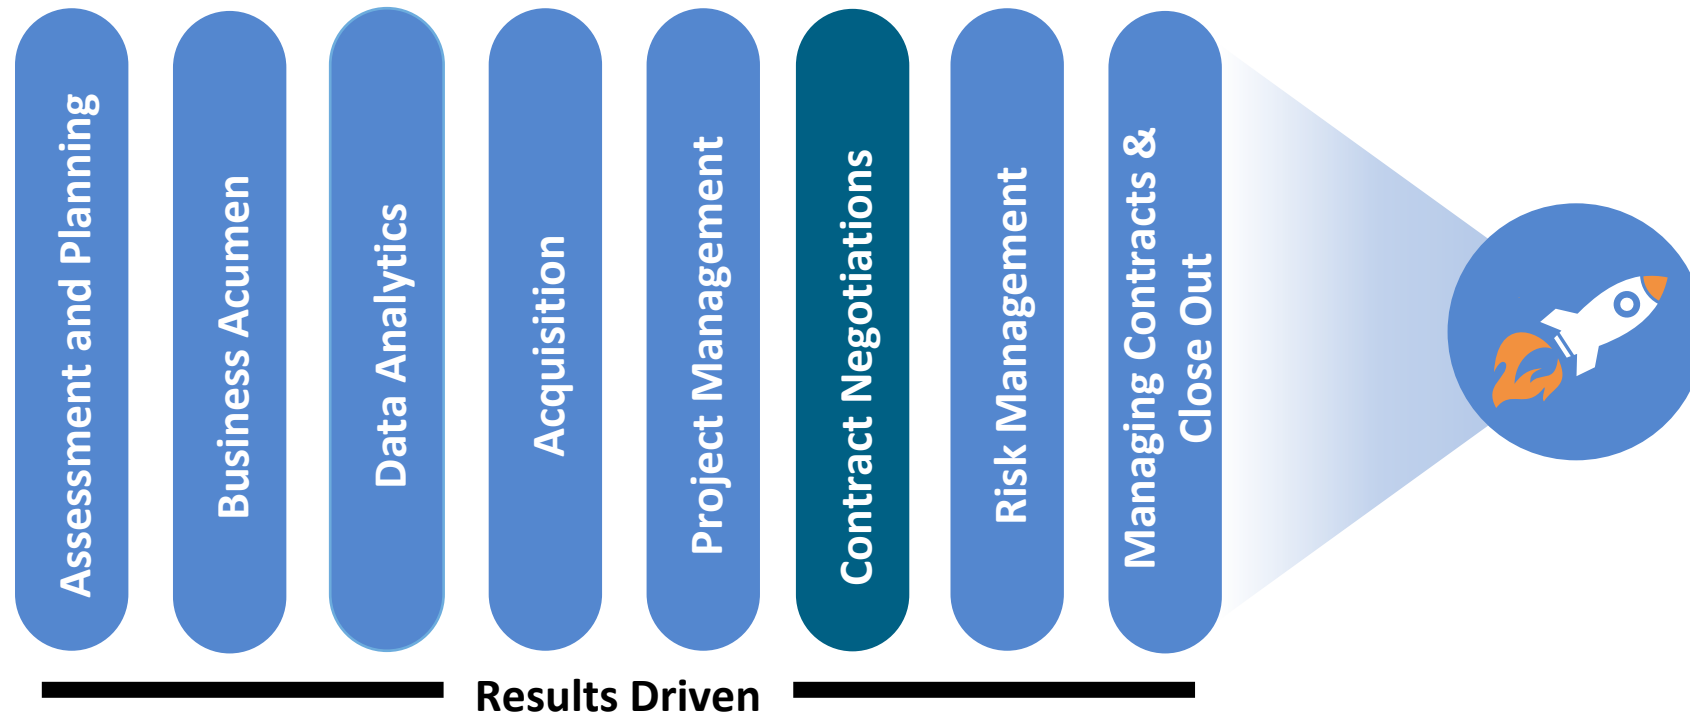 Assessment and Planning
Business Acumen
Data Analytics
Acquisition
Project Management
Contract Negotiations
Risk Management
Managing Contracts &
Close Out
Results Driven